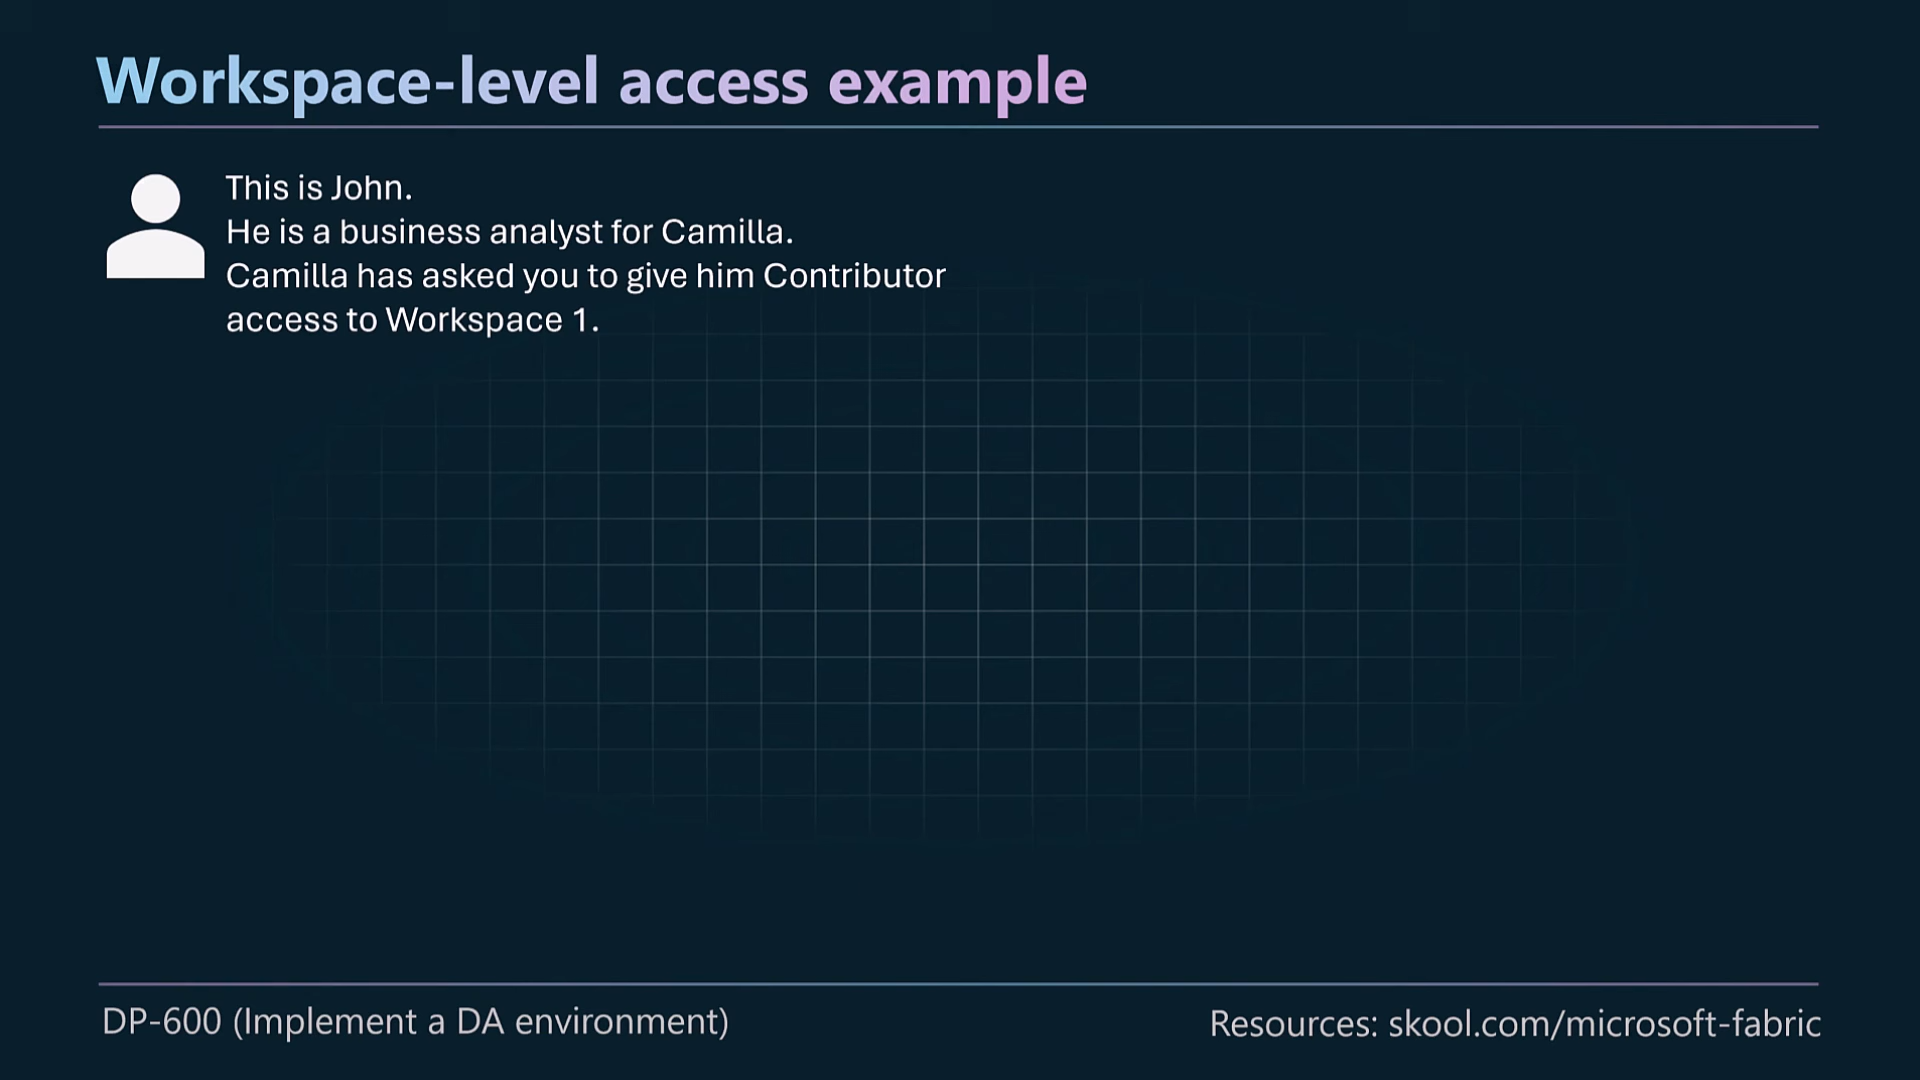 Workspace-level access example
This is John.
He is a business analyst for Camilla.
Camilla has asked you to give him Contributor
access to Workspace 1.
DP-600 (Implement a DA environment)
Resources: skool.com/microsoft-fabric